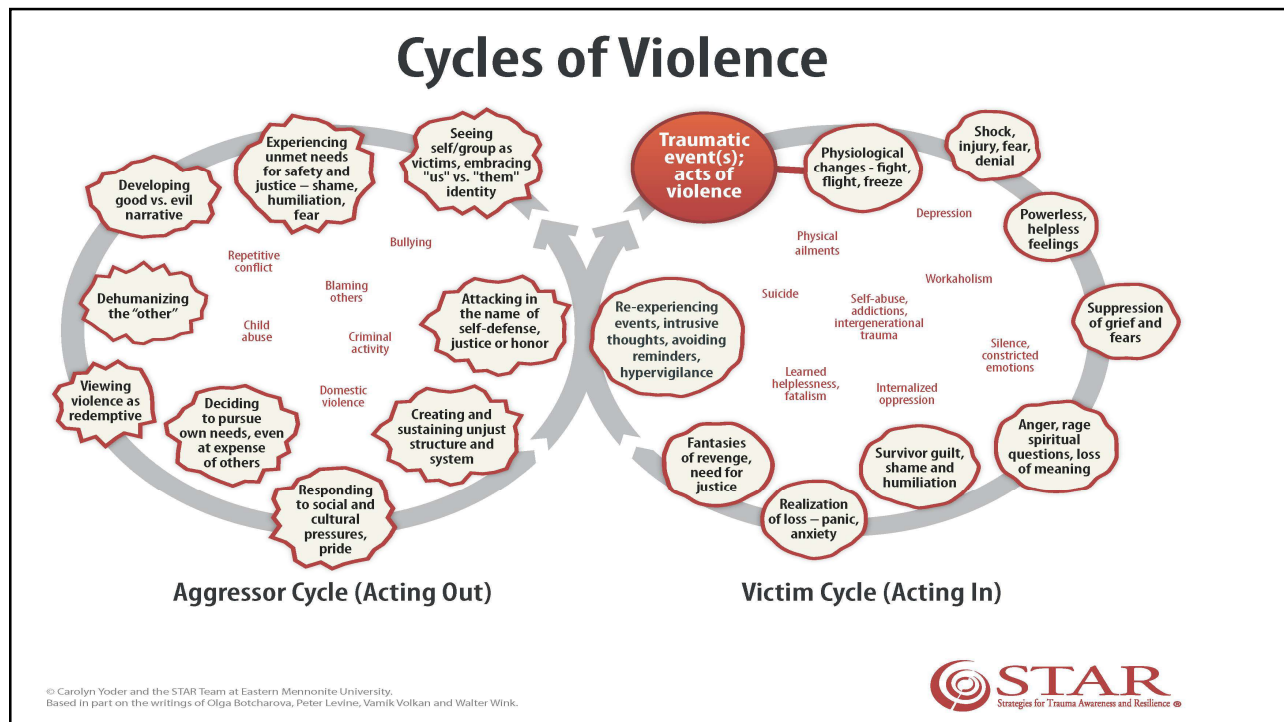 Cycles of Violence
Seeing
self/group as
victims, embracing
"us" vs. "them"
identity
Experiencing
unmet needs
for safety and
justice – shame,
humiliation,
fear
Developing
good vs. evil
narrative
Dehumanizing
the "other"
Viewing
violence as
redemptive
Deciding
to pursue
own needs, even
at expense
of others
Responding
to social and
cultural
pressures,
pride
Creating and
sustaining unjust
structure and
system
Attacking in
the name of
self-defense,
justice or honor
Bullying
Repetitive
conflict
Blaming
others
Child
abuse
Criminal
activity
Domestic
violence
Aggressor Cycle (Acting Out)
Traumatic
event(s);
acts of
violence
Physiological
changes - fight,
flight, freeze
Shock,
injury, fear,
denial
Powerless,
helpless
feelings
Suppression
of grief and
fears
Anger, rage
spiritual
questions, loss
of meaning
Survivor guilt,
shame and
humiliation
Realization
of loss – panic,
anxiety
Fantasies
of revenge,
need for
justice
Re-experiencing
events, intrusive
thoughts, avoiding
reminders,
hypervigilance
Depression
Physical
ailments
Workaholism
Suicide
Self-abuse,
addictions,
intergenerational
trauma
Silence,
constricted
emotions
Learned
helplessness,
fatalism
Internalized
oppression
Victim Cycle (Acting In)
© Carolyn Yoder and the STAR Team at Eastern Mennonite University.
Based in part on the writings of Olga Botcharova, Peter Levine, Vamik Volkan and Walter Wink.
STAR
Strategies for Trauma Awareness and Resilience ®